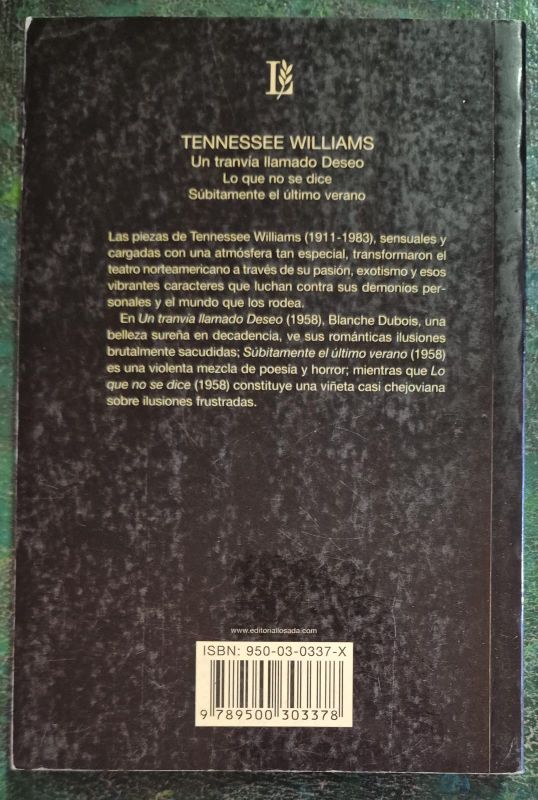 L
TENNESSEE WILLIAMS
Un tranvía llamado Deseo
Lo que no se dice
Súbitamente el último verano
Las piezas de Tennessee Williams (1911-1983), sensuales y
cargadas con una atmósfera tan especial, transformaron el
teatro norteamericano a través de su pasión, exotismo y esos
vibrantes caracteres que luchan contra sus demonios per-
sonales y el mundo que los rodea.
En Un tranvía llamado Deseo (1958), Blanche Dubois, una
belleza sureña en decadencia, ve sus románticas ilusiones
brutalmente sacudidas; Súbitamente el último verano (1958)
es una violenta mezcla de poesía y horror; mientras que Lo
que no se dice (1958) constituye una viñeta casi chejoviana
sobre ilusiones frustradas.
www.editoriallosada.com
ISBN: 950-03-0337-X
9 789500 303378